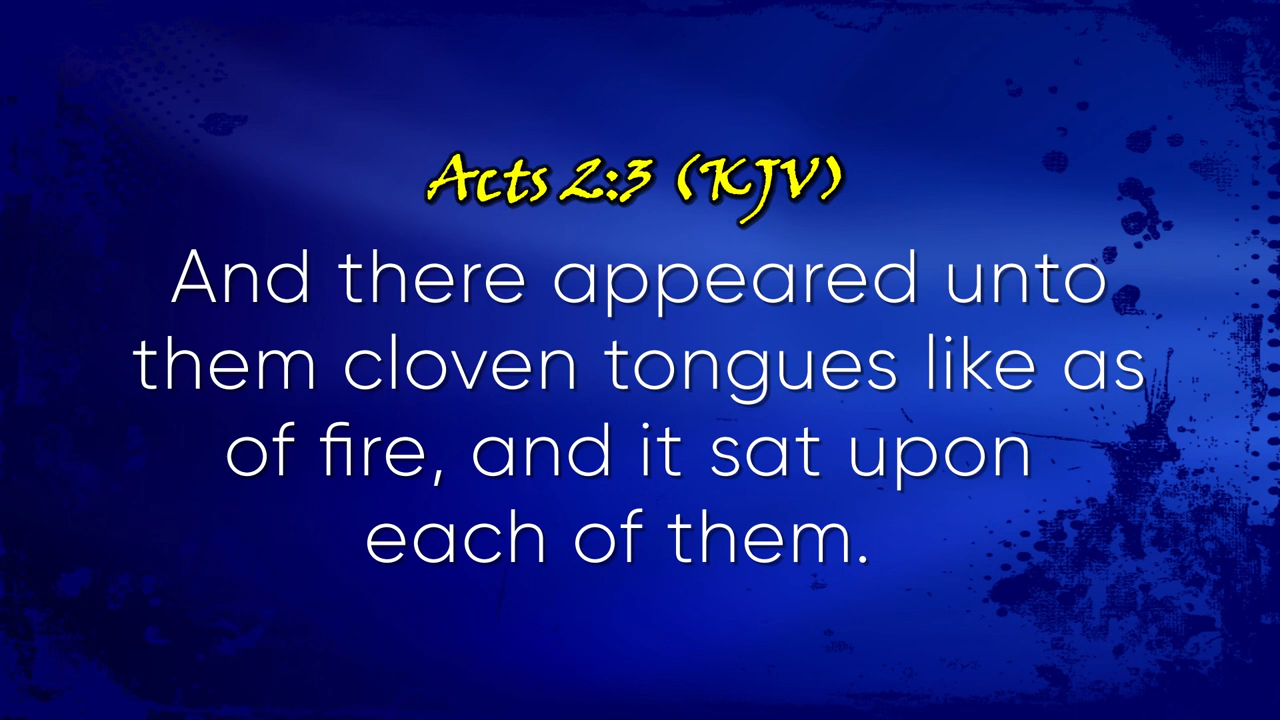 Acts 2:3 (KJV)
And there appeared unto
them cloven tongues like as
of fire, and it sat upon
each of them.